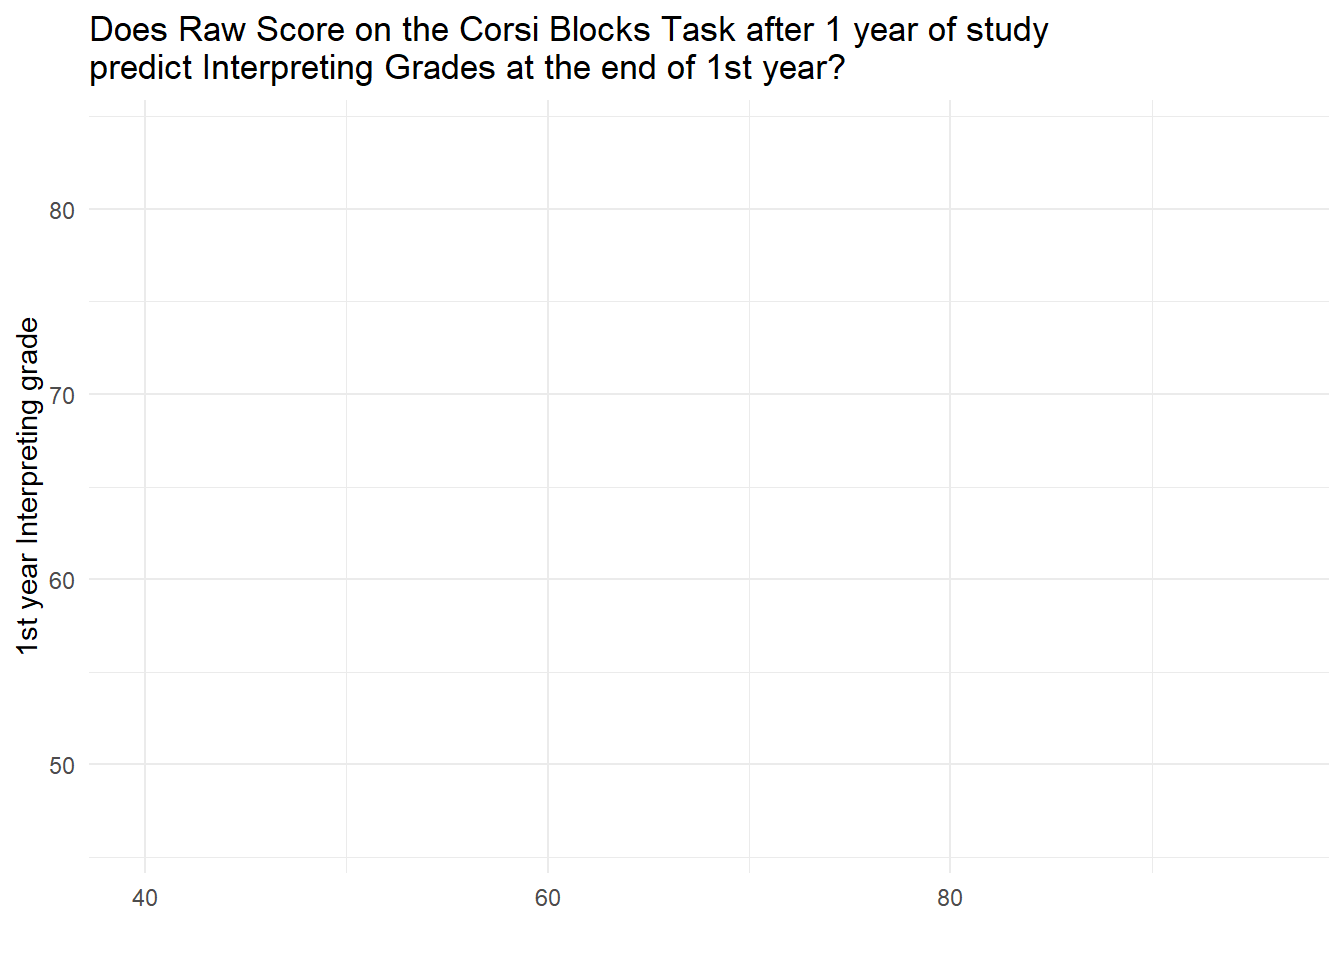 Does Raw Score on the Corsi Blocks Task after 1 year of study
predict Interpreting Grades at the end of 1st year?
1st year Interpreting grade
80
70
60
50
40 60 80